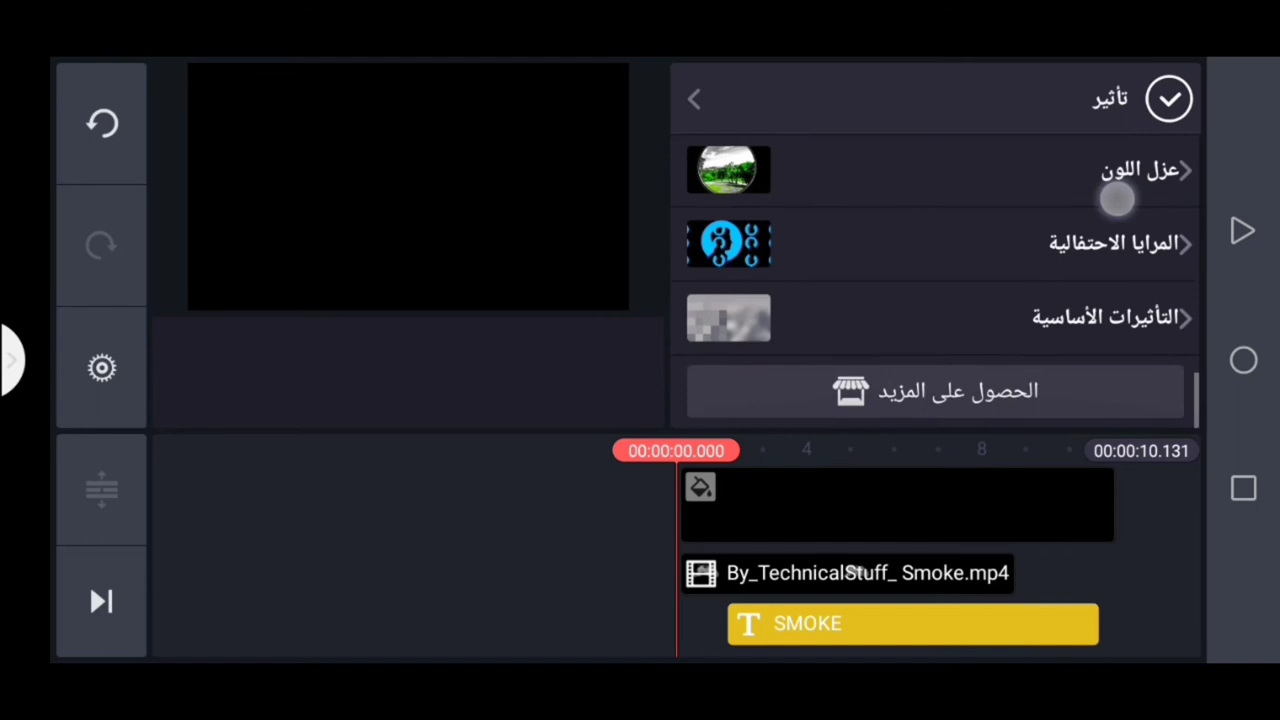 تأثير
عزل اللون
المرايا الاحتفالية
التأثيرات الأساسية
الحصول على المزيد
00:00:00.000
4
8
00:00:10.131
By_TechnicalStuff_ Smoke.mp4
T SMOKE